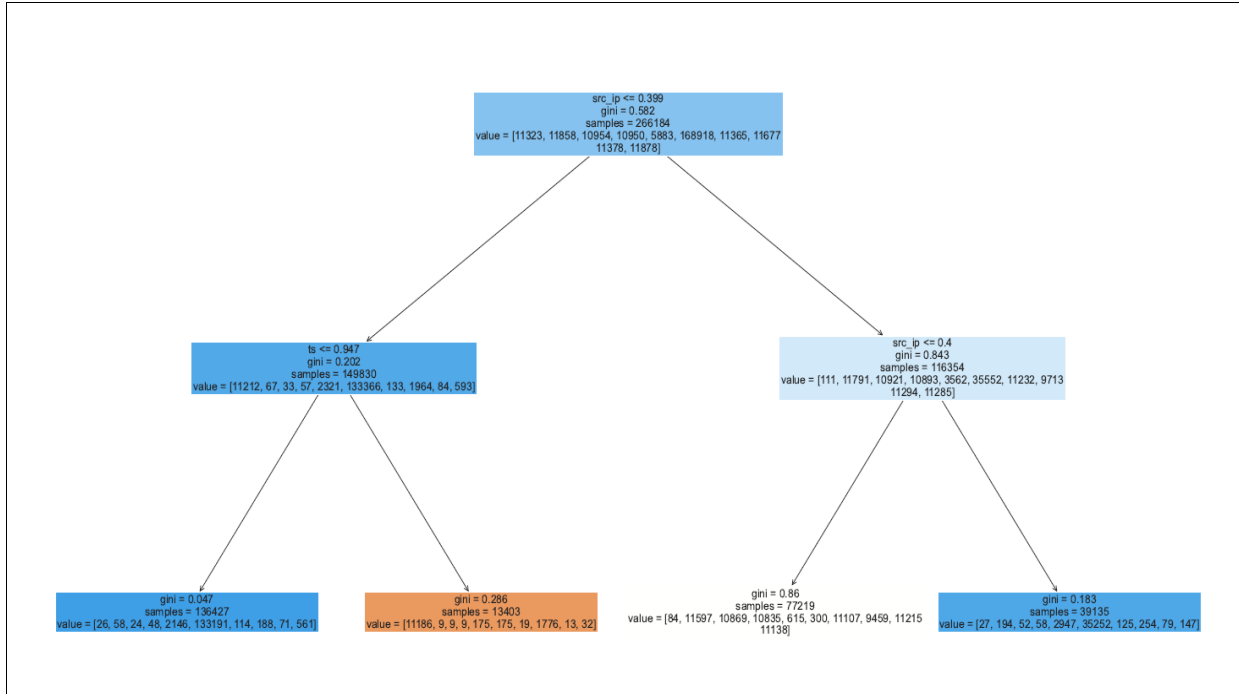 src_ip <= 0.399
gini = 0.582
samples = 266184
value = [11323, 11858, 10954, 10950, 5883, 168918, 11365, 11677
11378, 11878]
ts <= 0.947
gini = 0.202
samples = 149830
value = [11212, 67, 33, 57, 2321, 133366, 133, 1964, 84, 593]
src_ip <= 0.4
gini = 0.843
samples = 116354
value = [111, 11791, 10921, 10893, 3562, 35552, 11232, 9713
11294, 11285]
gini = 0.047
samples = 136427
value = [26, 58, 24, 48, 2146, 133191, 114, 188, 71, 561]
gini = 0.286
samples = 13403
value = [11186, 9, 9, 9, 175, 175, 19, 1776, 13, 32]
gini = 0.86
samples = 77219
value = [84, 11597, 10869, 10835, 615, 300, 11107, 9459, 11215
11138]
gini = 0.183
samples = 39135
value = [27, 194, 52, 58, 2947, 35252, 125, 254, 79, 147]